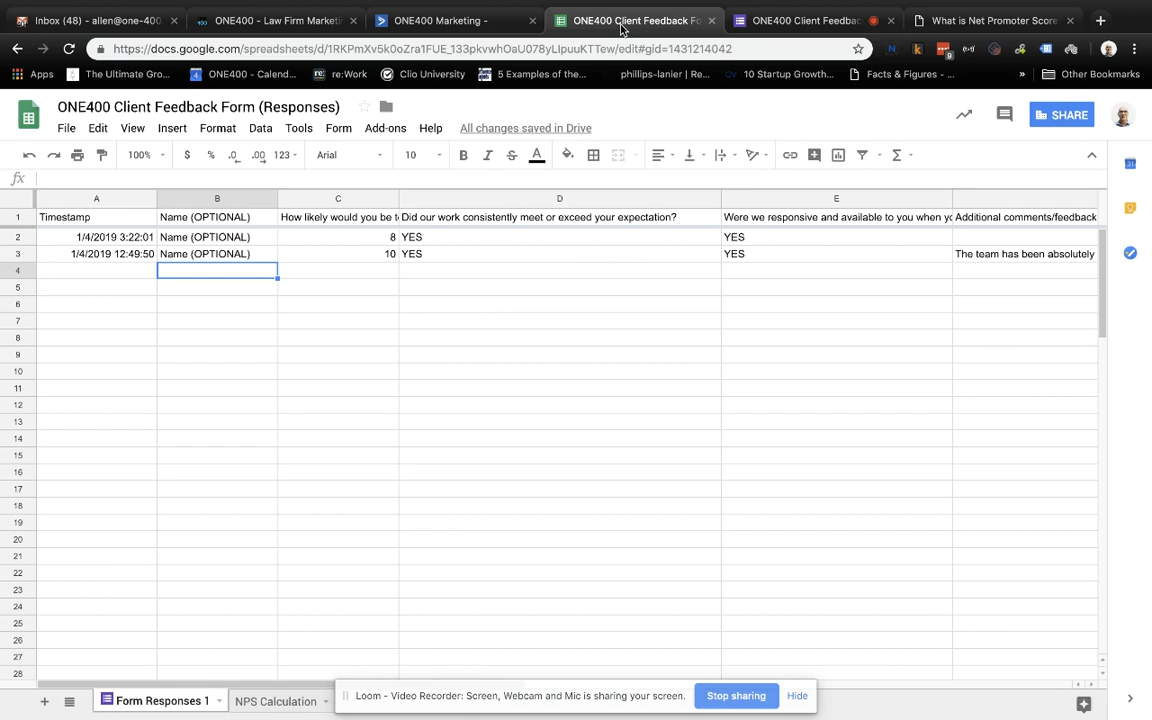 Inbox (48) - allen@one-400.
ONE400 - Law Firm Marketi
ONE400 Marketing -
ONE400 Client Feedback Fo
ONE400 Client Feedba
What is Net Promoter Score
https://docs.google.com/spreadsheets/d/1RKPmXv5k0oZra1FUE_133pkvwhOaU078yLIpuuKTTew/edit#gid=1431214042
Apps
The Ultimate Gro...
ONE400 - Calend...
re:Work
Clio University
5 Examples of the...
phillips-lanier | Re...
10 Startup Growth...
Facts & Figures - ...
»
Other Bookmarks
ONE400 Client Feedback Form (Responses)
File Edit View Insert Format Data Tools Form Add-ons Help All changes saved in Drive
SHARE
100% $ % .0 .00 123 Arial 10 B I S A
fx
A B C D E
1 Timestamp Name (OPTIONAL) How likely would you be t Did our work consistently meet or exceed your expectation? Were we responsive and available to you when yo Additional comments/feedback
2 1/4/2019 3:22:01 Name (OPTIONAL) 8 YES YES
3 1/4/2019 12:49:50 Name (OPTIONAL) 10 YES YES The team has been absolutely
4
5
6
7
8
9
10
11
12
13
14
15
16
17
18
19
20
21
22
23
24
25
26
27
28
Form Responses 1 NPS Calculation
Loom - Video Recorder: Screen, Webcam and Mic is sharing your screen. Stop sharing Hide